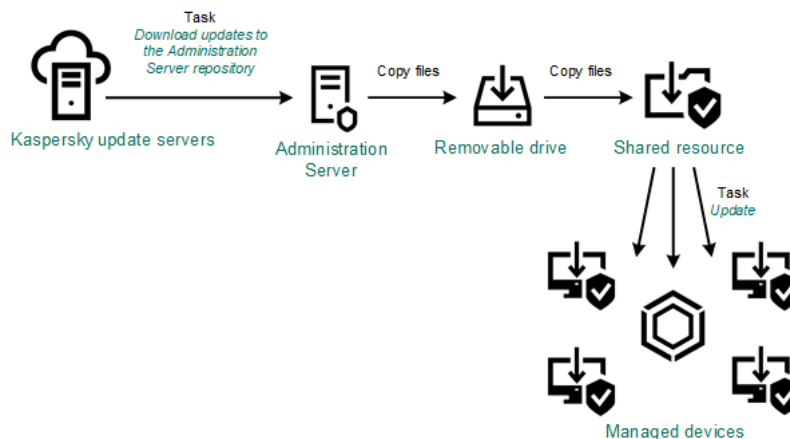 Task
Download updates to
the Administration
Server repository
Copy files
Copy files
Kaspersky update servers
Administration
Server
Removable drive
Shared resource
Task
Update
Managed devices